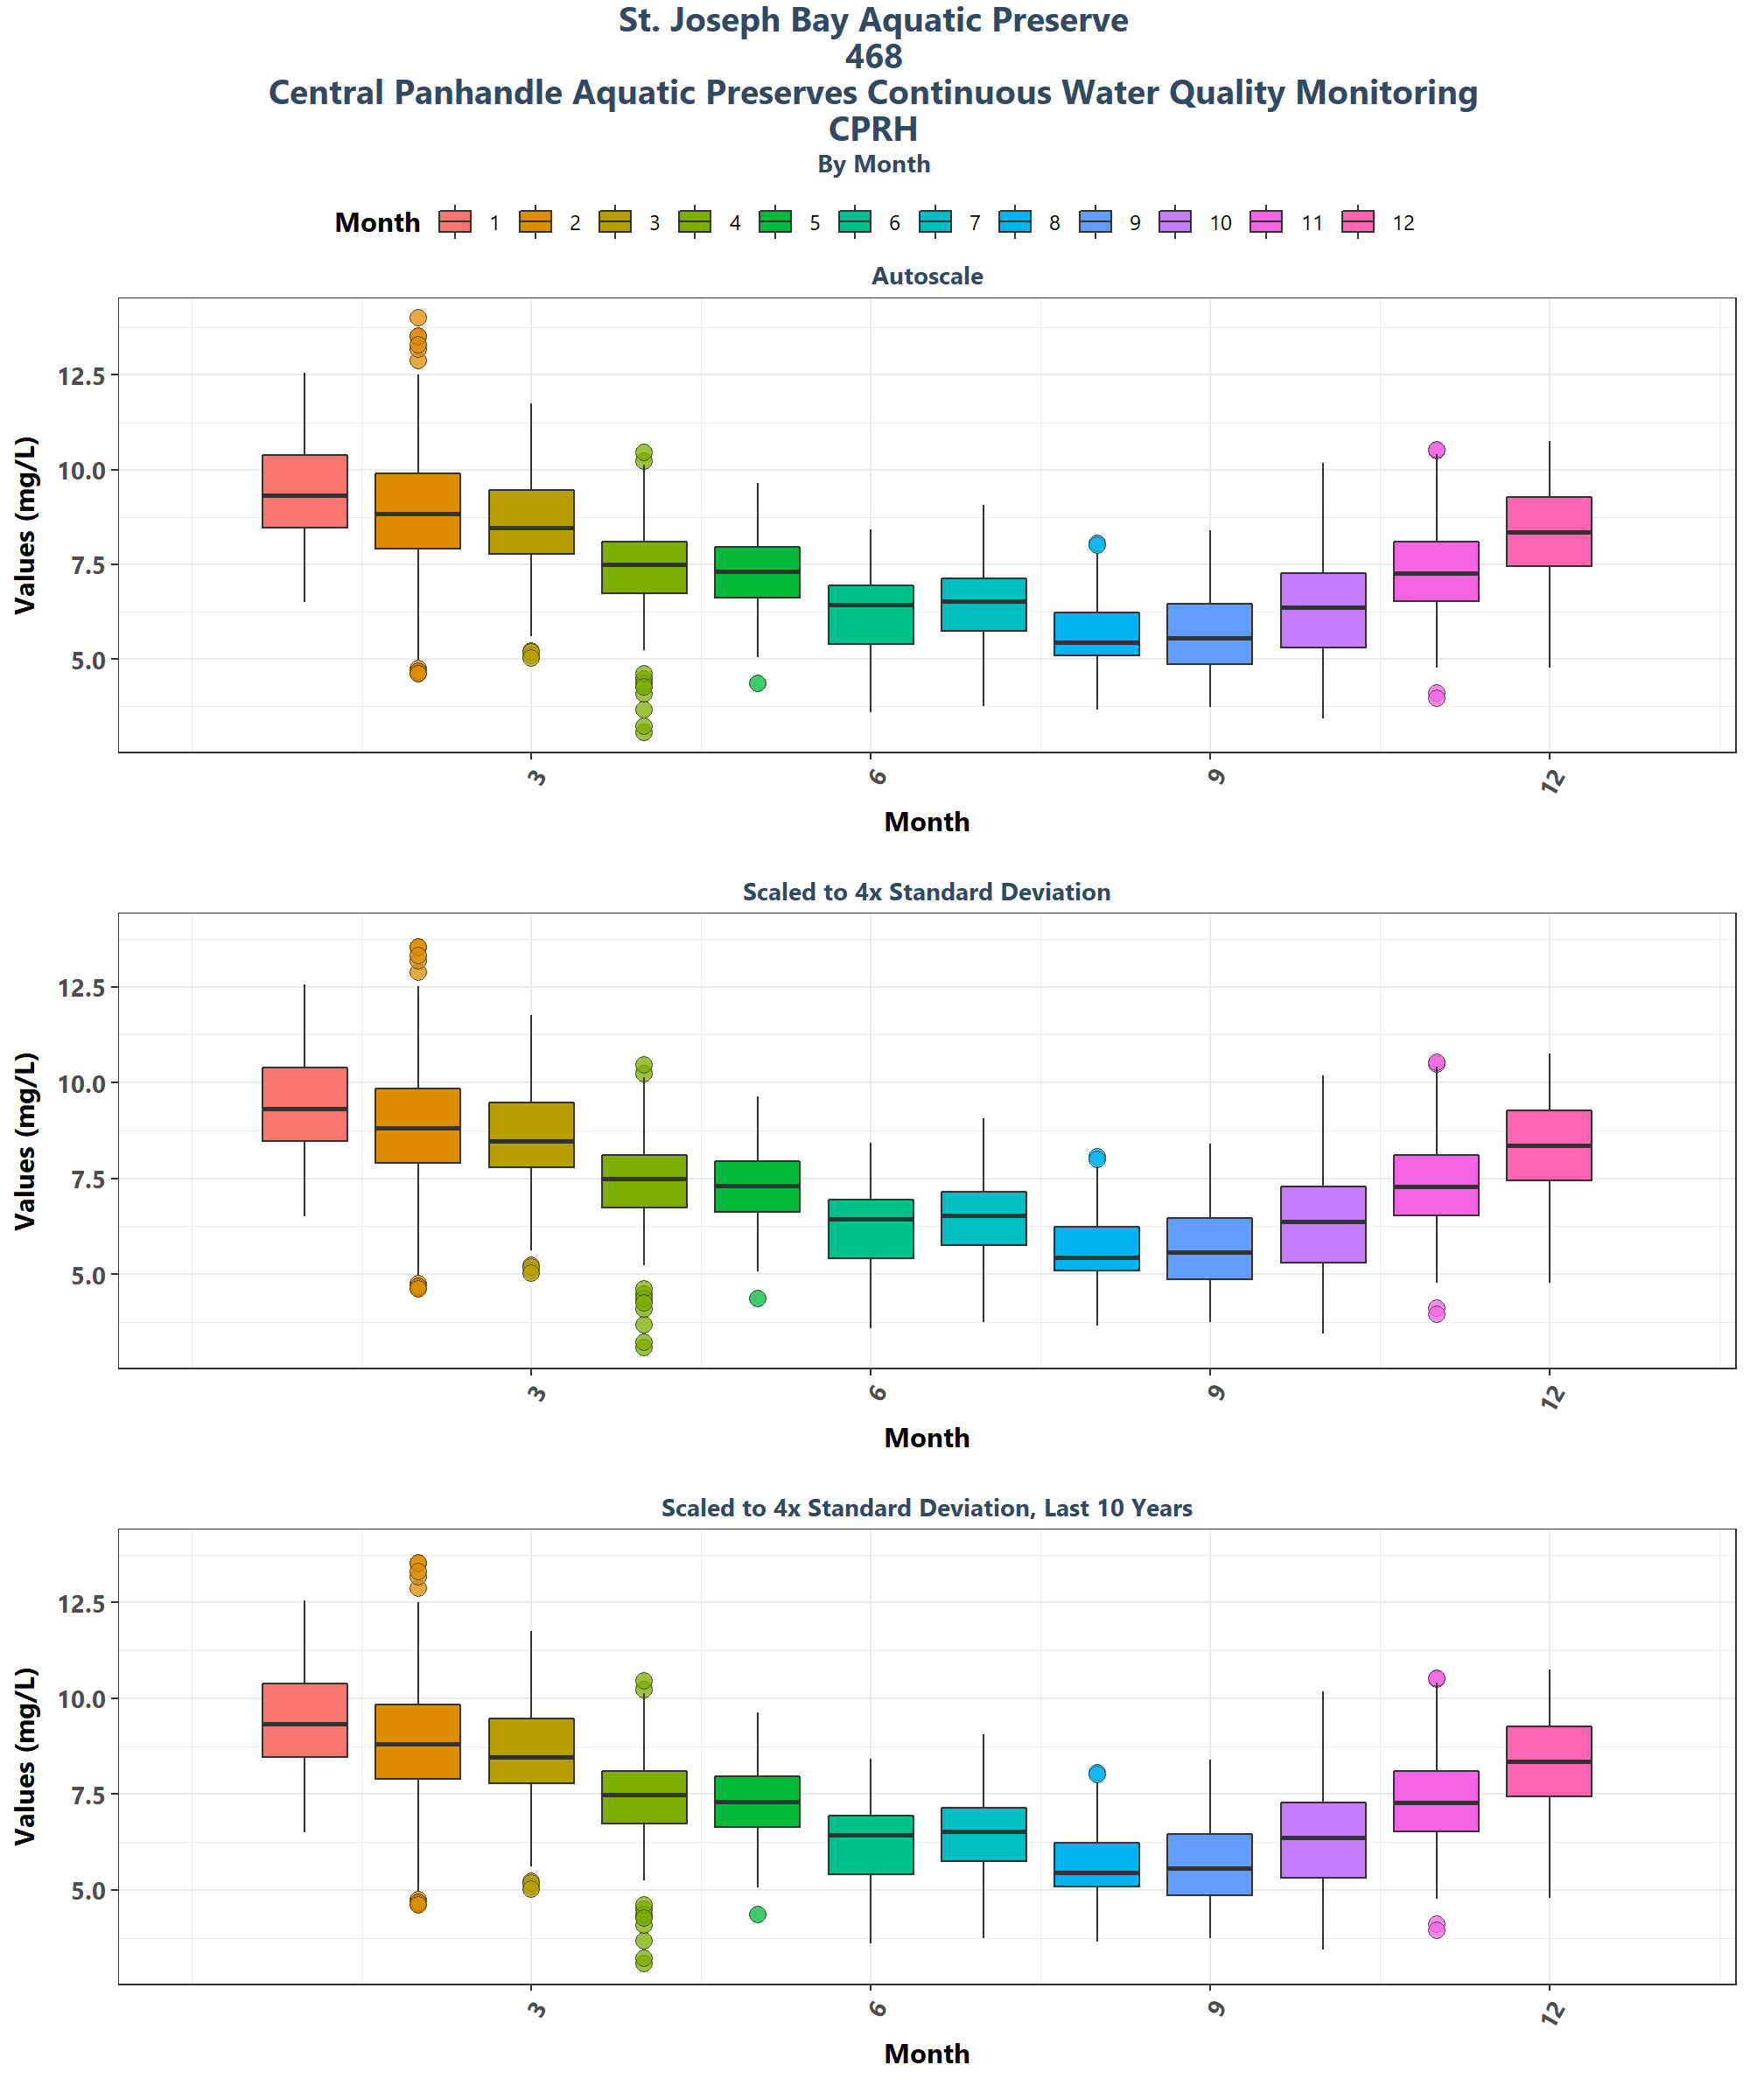 St. Joseph Bay Aquatic Preserve
468
Central Panhandle Aquatic Preserves Continuous Water Quality Monitoring
CPRH
By Month
Month 1 2 3 4 5 6 7 8 9 10 11 12
Autoscale
Values (mg/L)
12.5
10.0
7.5
5.0
3 6 9 12
Month
Scaled to 4x Standard Deviation
Values (mg/L)
12.5
10.0
7.5
5.0
3 6 9 12
Month
Scaled to 4x Standard Deviation, Last 10 Years
Values (mg/L)
12.5
10.0
7.5
5.0
3 6 9 12
Month